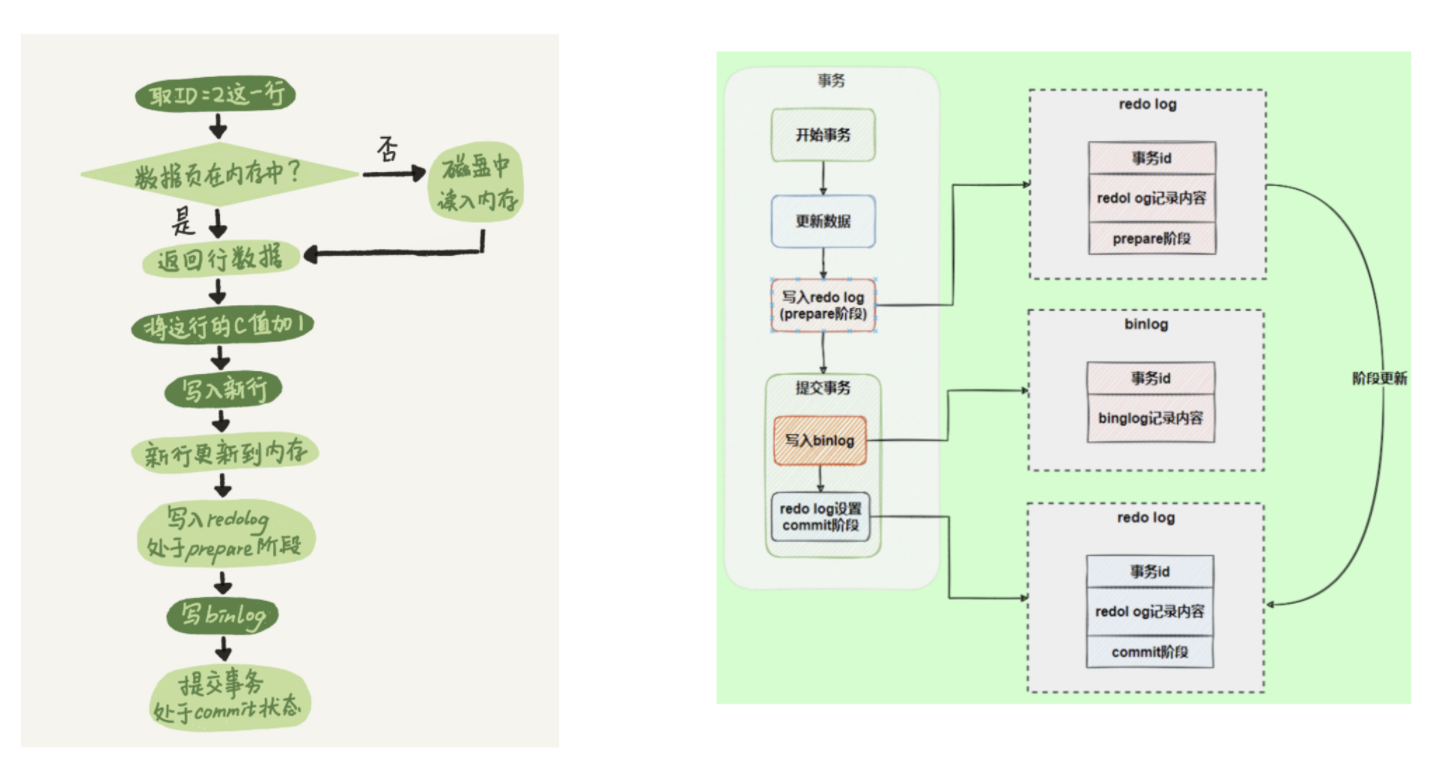 取ID=2这一行
数据页在内存中?
否
磁盘中
读入内存
是
返回行数据
将这行的C值加1
写入新行
新行更新到内存
写入redolog
处于prepare阶段
写binlog
提交事务
处于commit状态
事务
开始事务
更新数据
写入redo log
(prepare阶段)
提交事务
写入binlog
redo log设置
commit阶段
redo log
事务id
redol og记录内容
prepare阶段
binlog
事务id
binglog记录内容
阶段更新
redo log
事务id
redol og记录内容
commit阶段